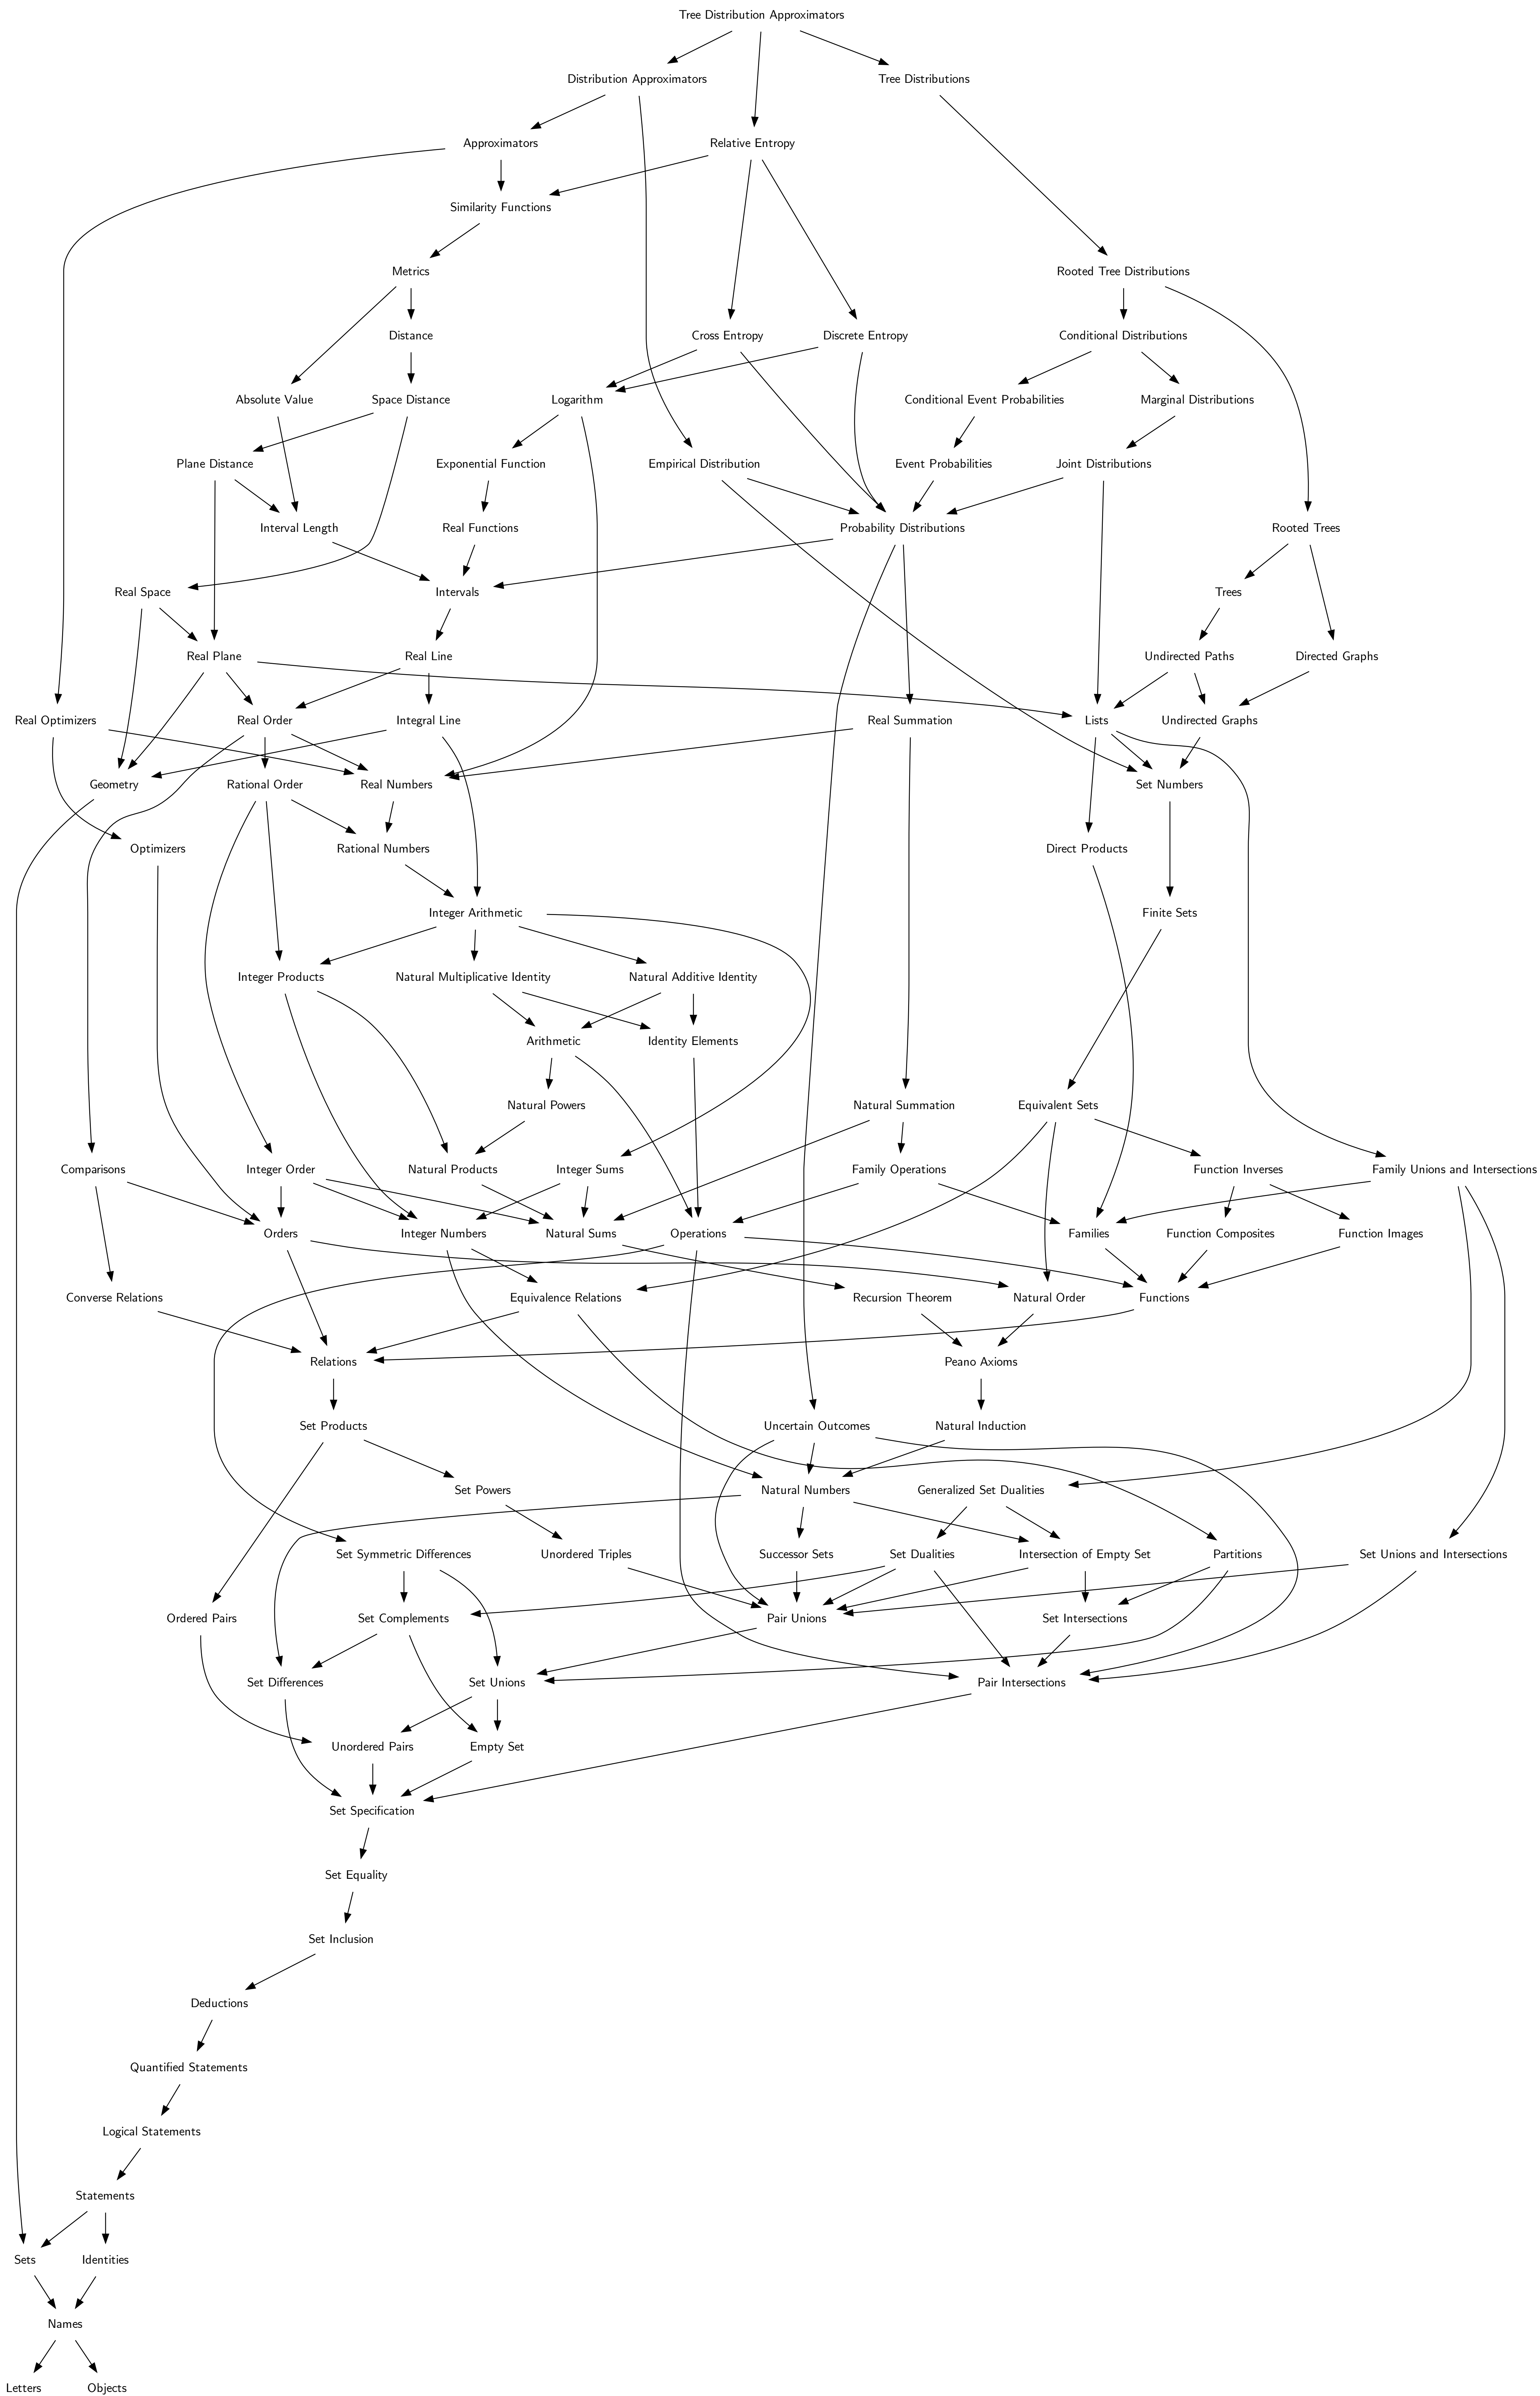 Tree Distribution Approximators
Distribution Approximators
Tree Distributions
Approximators
Relative Entropy
Similarity Functions
Metrics
Rooted Tree Distributions
Distance
Cross Entropy
Discrete Entropy
Conditional Distributions
Absolute Value
Space Distance
Logarithm
Conditional Event Probabilities
Marginal Distributions
Plane Distance
Exponential Function
Empirical Distribution
Event Probabilities
Joint Distributions
Interval Length
Real Functions
Probability Distributions
Rooted Trees
Real Space
Intervals
Trees
Real Plane
Real Line
Undirected Paths
Directed Graphs
Real Optimizers
Real Order
Integral Line
Real Summation
Lists
Undirected Graphs
Geometry
Rational Order
Real Numbers
Set Numbers
Optimizers
Rational Numbers
Direct Products
Integer Arithmetic
Finite Sets
Integer Products
Natural Multiplicative Identity
Natural Additive Identity
Arithmetic
Identity Elements
Natural Powers
Natural Summation
Equivalent Sets
Comparisons
Integer Order
Natural Products
Integer Sums
Family Operations
Function Inverses
Family Unions and Intersections
Orders
Integer Numbers
Natural Sums
Operations
Families
Function Composites
Function Images
Converse Relations
Equivalence Relations
Recursion Theorem
Natural Order
Functions
Relations
Peano Axioms
Set Products
Uncertain Outcomes
Natural Induction
Set Powers
Natural Numbers
Generalized Set Dualities
Set Symmetric Differences
Unordered Triples
Successor Sets
Set Dualities
Intersection of Empty Set
Partitions
Set Unions and Intersections
Ordered Pairs
Set Complements
Pair Unions
Set Intersections
Set Differences
Set Unions
Pair Intersections
Unordered Pairs
Empty Set
Set Specification
Set Equality
Set Inclusion
Deductions
Quantified Statements
Logical Statements
Statements
Sets
Identities
Names
Letters
Objects